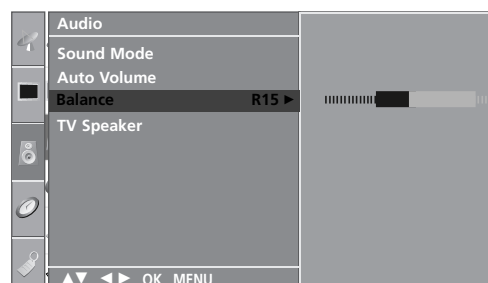 Audio
Sound Mode
Auto Volume
Balance R15 ►
TV Speaker
▲▼ ◄► OK MENU